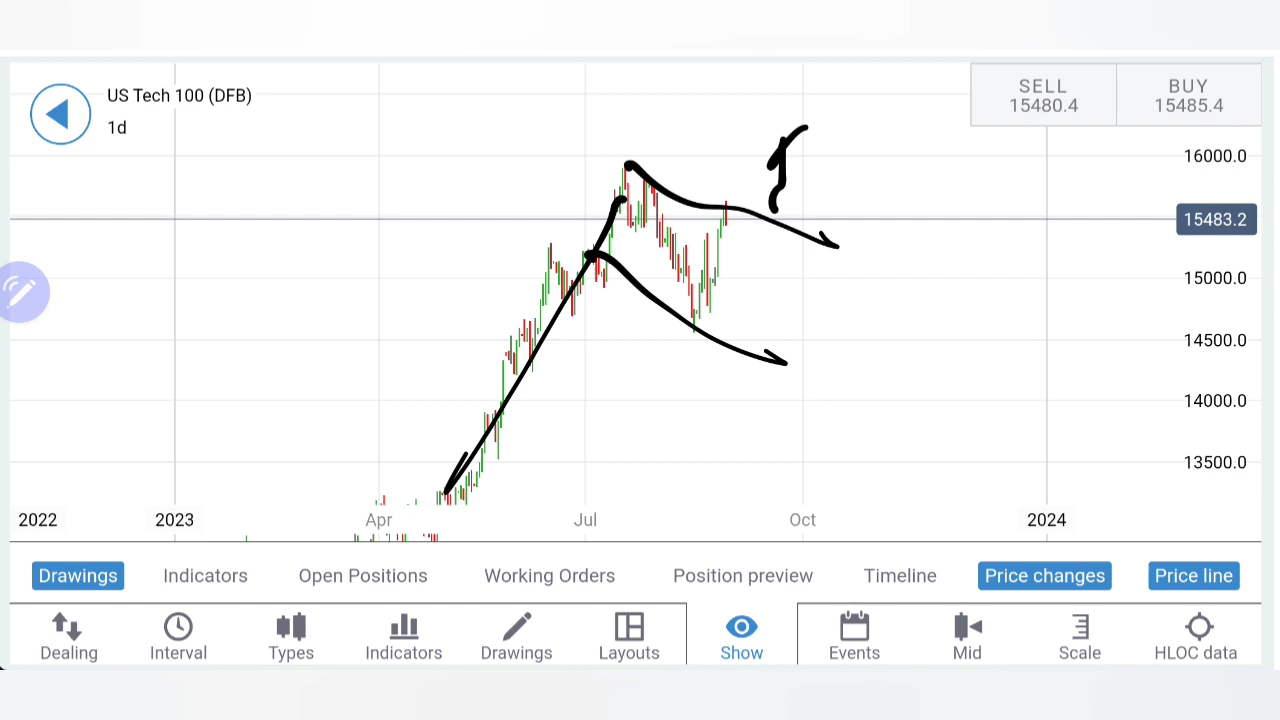 US Tech 100 (DFB)
1d
SELL
15480.4
BUY
15485.4
16000.0
15483.2
15000.0
14500.0
14000.0
13500.0
2022 2023 Apr Jul Oct 2024
Drawings Indicators Open Positions Working Orders Position preview Timeline Price changes Price line
Dealing Interval Types Indicators Drawings Layouts Show Events Mid Scale HLOC data